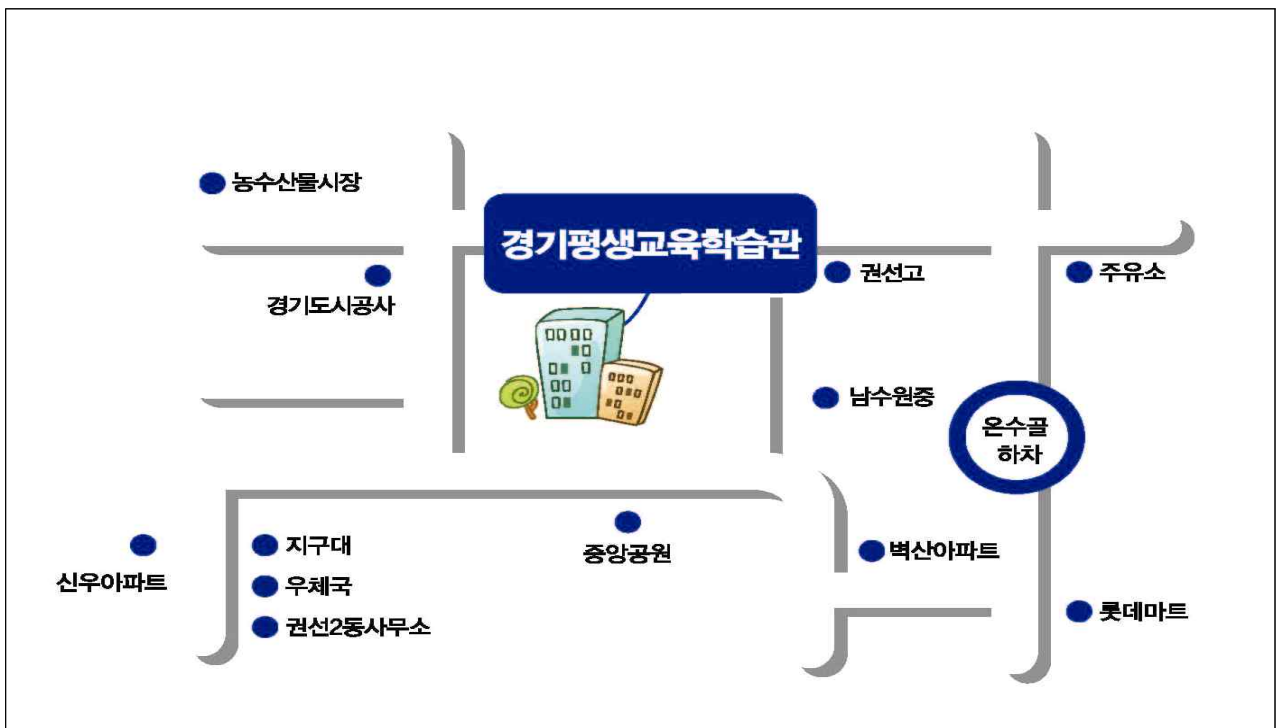 농수산물시장
경기평생교육학습관
권선고
주유소
경기도시공사
남수원중
온수골
하차
지구대
중앙공원
벽산아파트
신우아파트
우체국
권선2동사무소
롯데마트